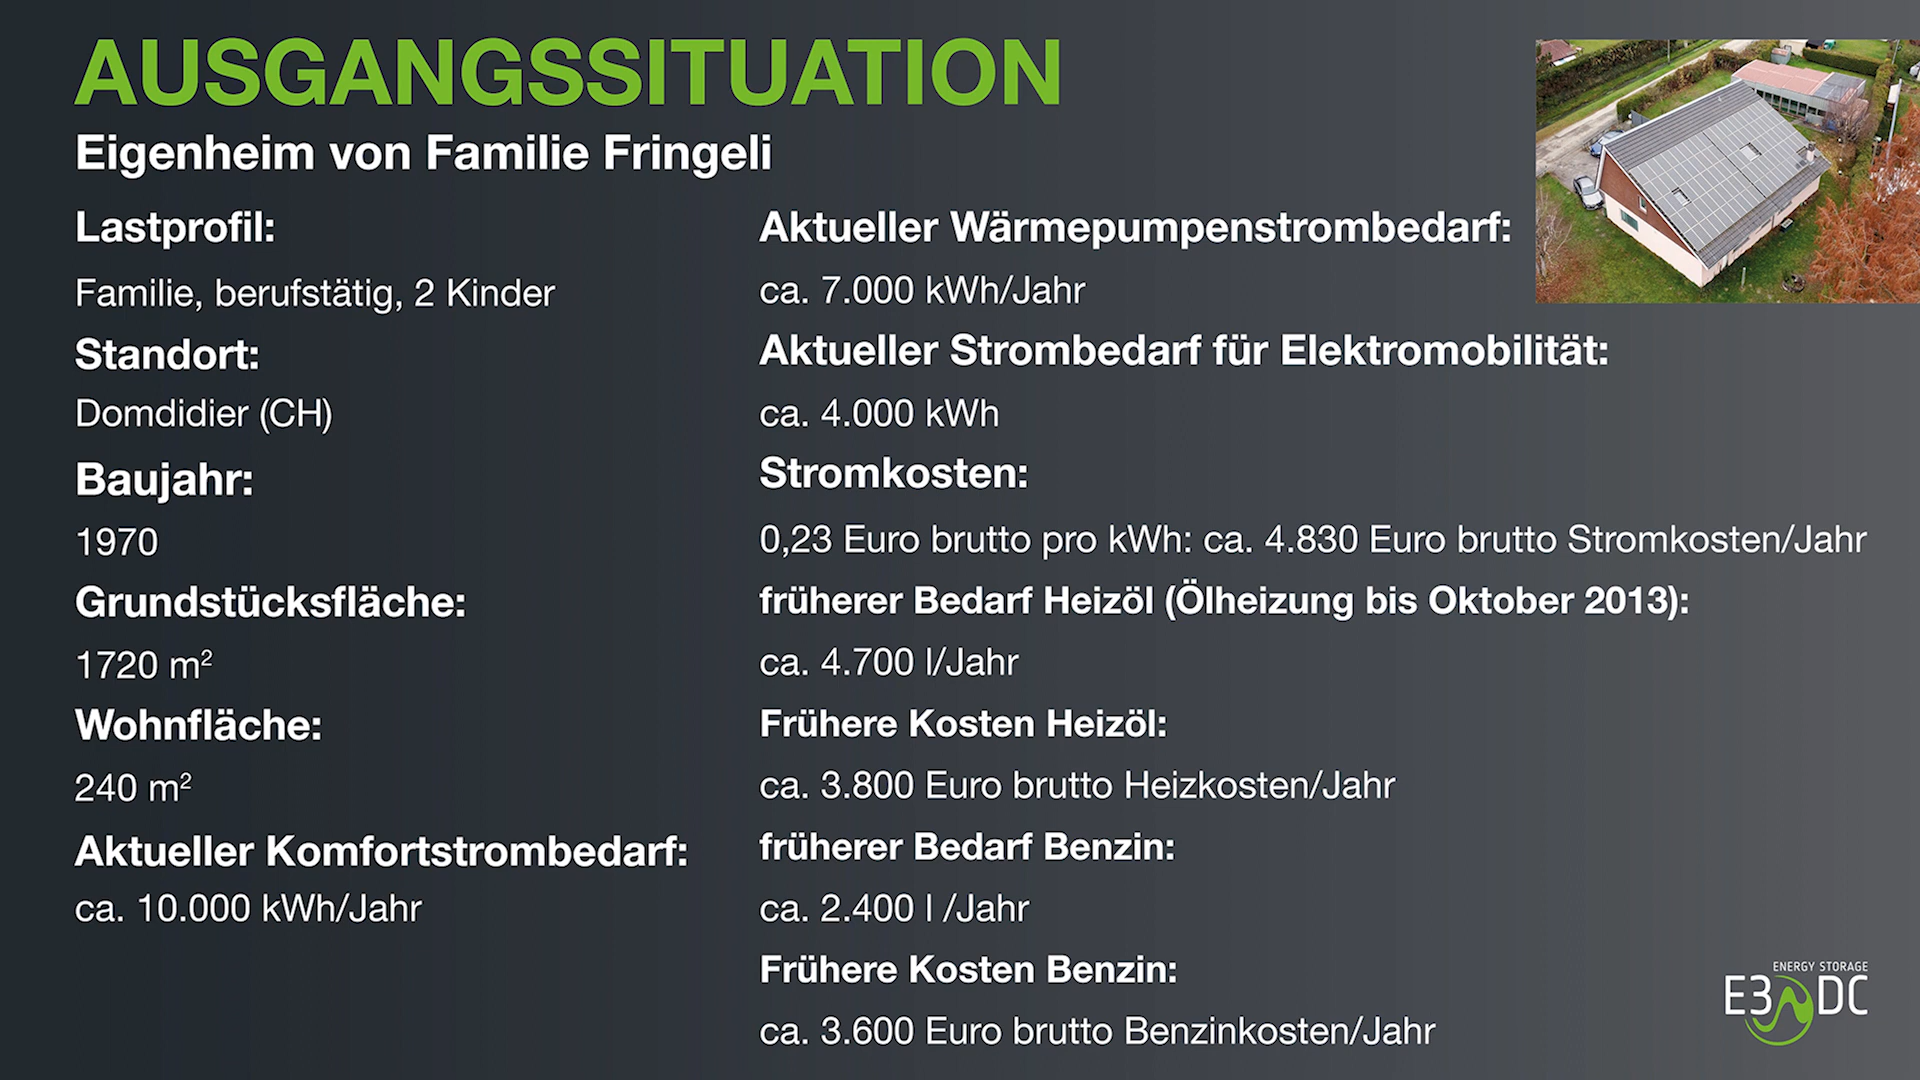 AUSGANGSSITUATION
Eigenheim von Familie Fringeli
Lastprofil:
Familie, berufstätig, 2 Kinder
Standort:
Domdidier (CH)
Baujahr:
1970
Grundstücksfläche:
1720 m²
Wohnfläche:
240 m²
Aktueller Komfortstrombedarf:
ca. 10.000 kWh/Jahr
Aktueller Wärmepumpenstrombedarf:
ca. 7.000 kWh/Jahr
Aktueller Strombedarf für Elektromobilität:
ca. 4.000 kWh
Stromkosten:
0,23 Euro brutto pro kWh: ca. 4.830 Euro brutto Stromkosten/Jahr
früherer Bedarf Heizöl (Ölheizung bis Oktober 2013):
ca. 4.700 l/Jahr
Frühere Kosten Heizöl:
ca. 3.800 Euro brutto Heizkosten/Jahr
früherer Bedarf Benzin:
ca. 2.400 l /Jahr
Frühere Kosten Benzin:
ca. 3.600 Euro brutto Benzinkosten/Jahr
ENERGY STORAGE
E3 DC